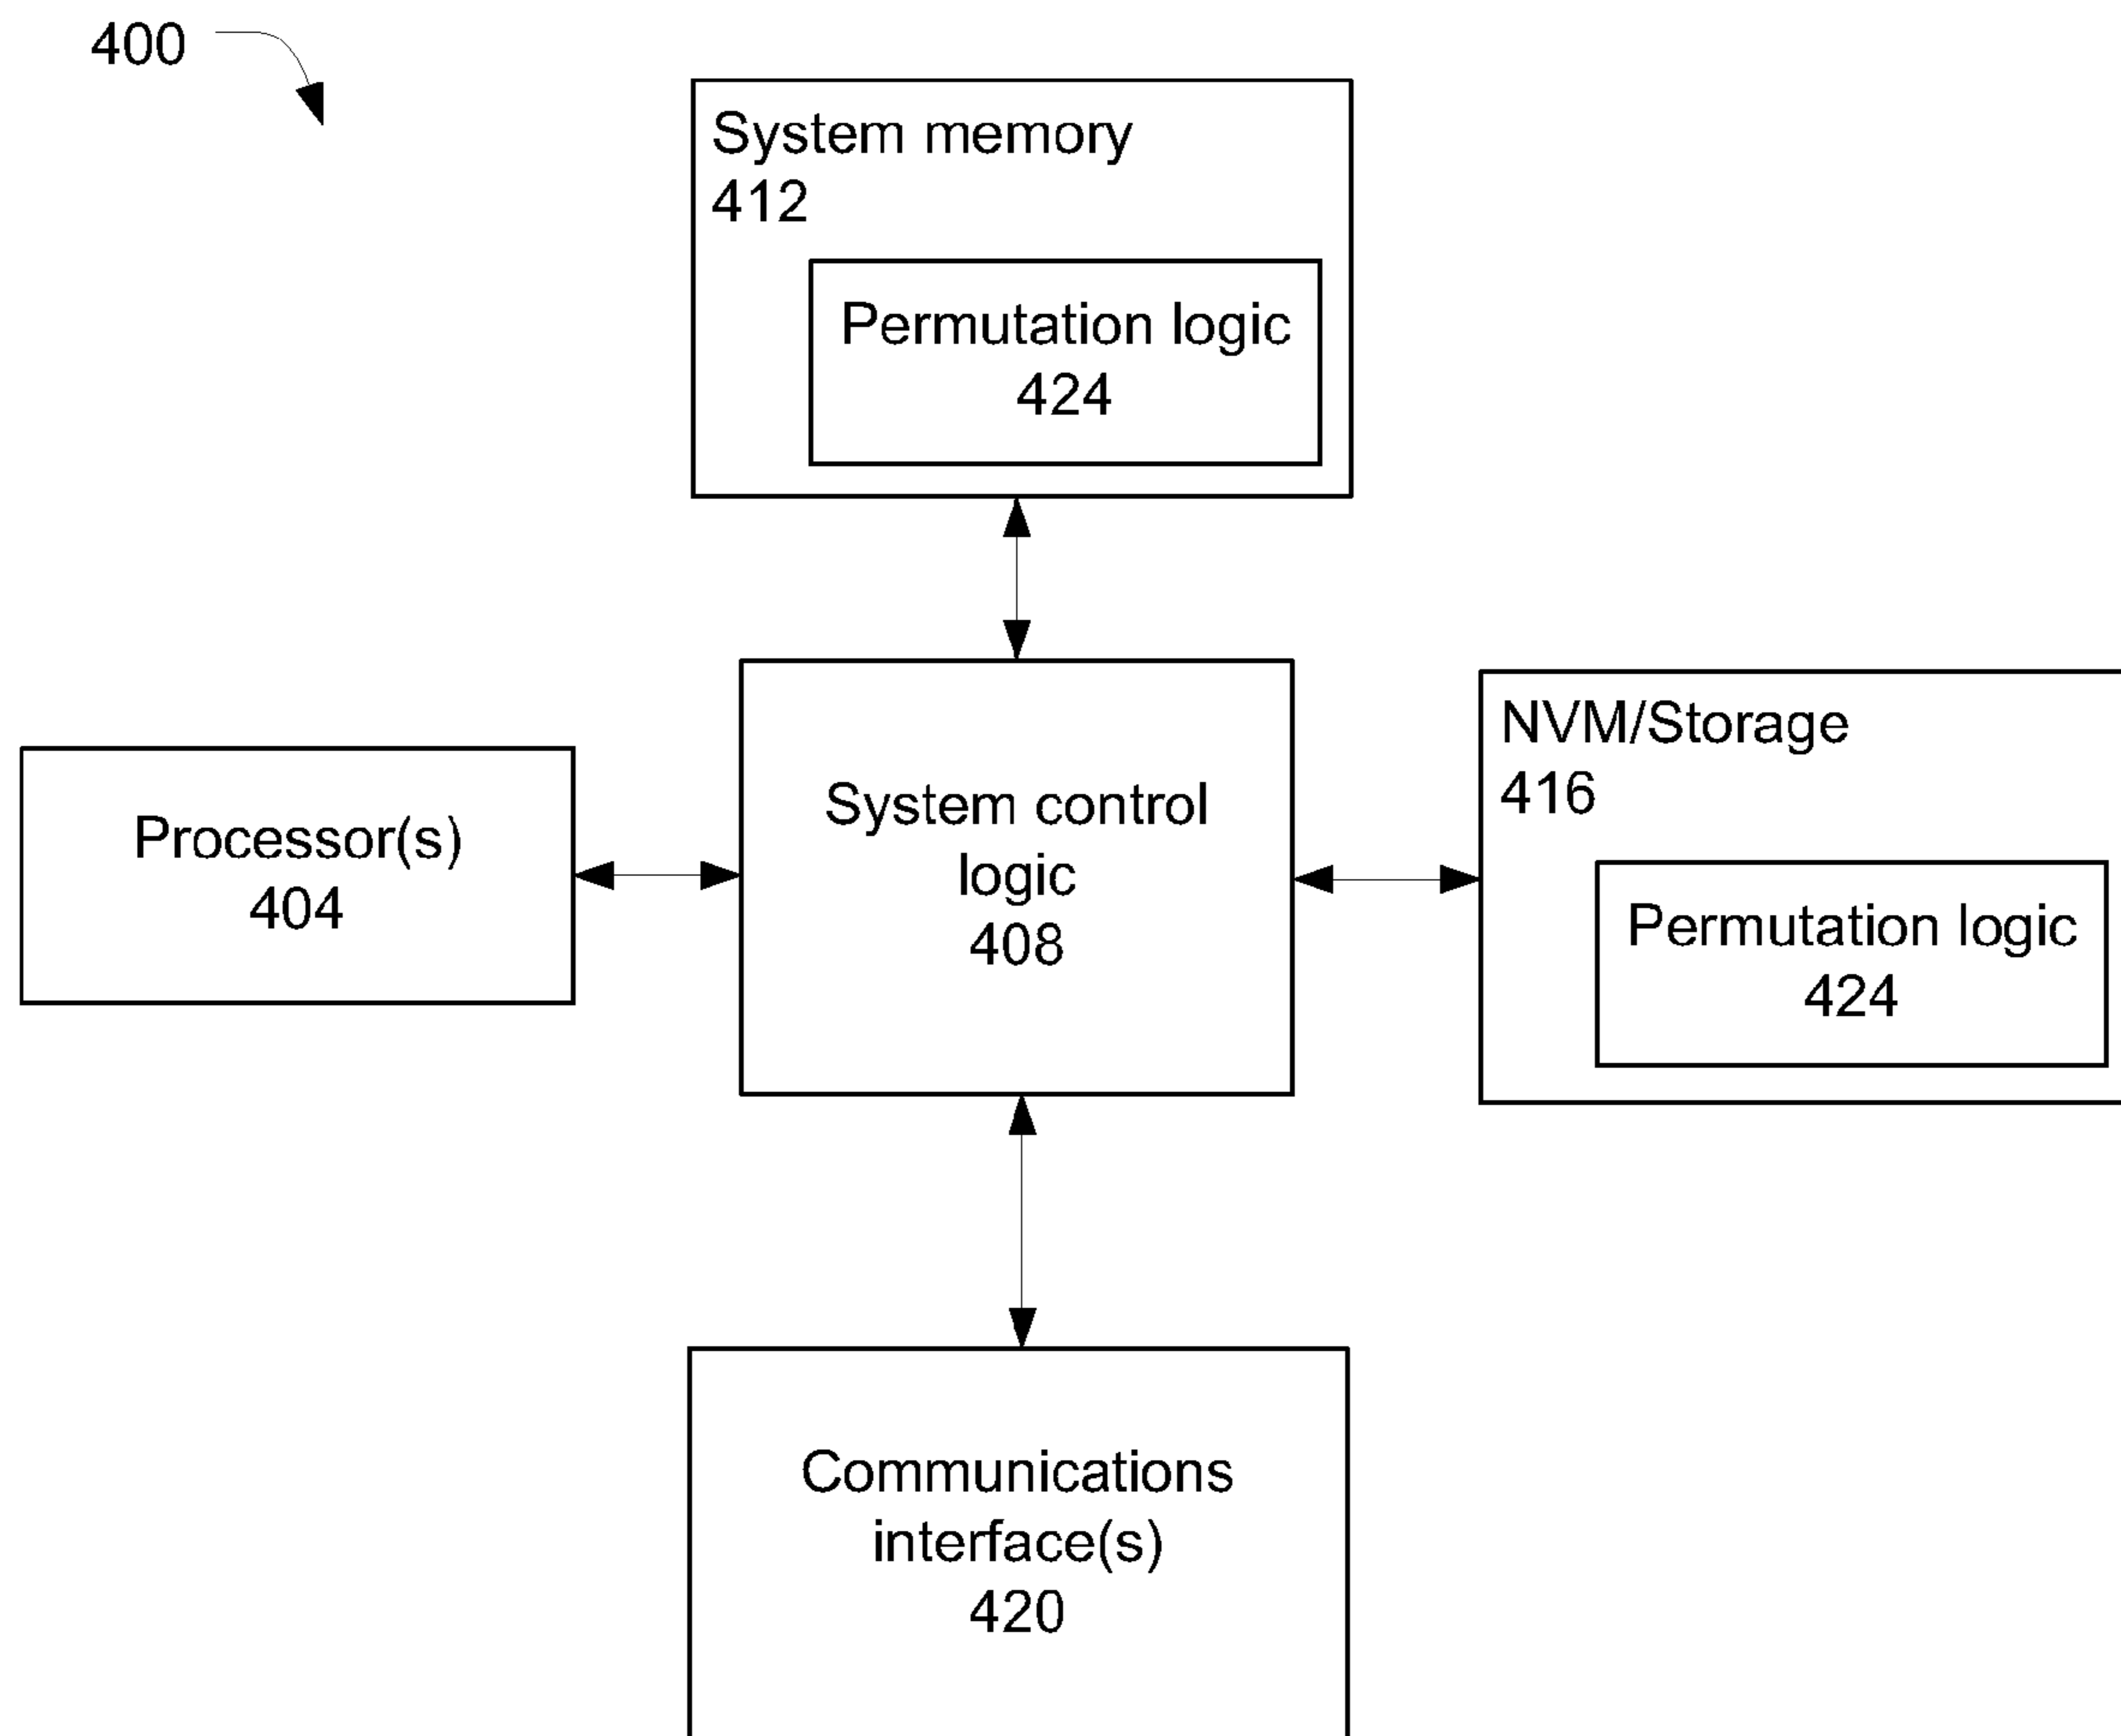 400
System memory
412
Permutation logic
424
Processor(s)
404
System control
logic
408
NVM/Storage
416
Permutation logic
424
Communications
interface(s)
420